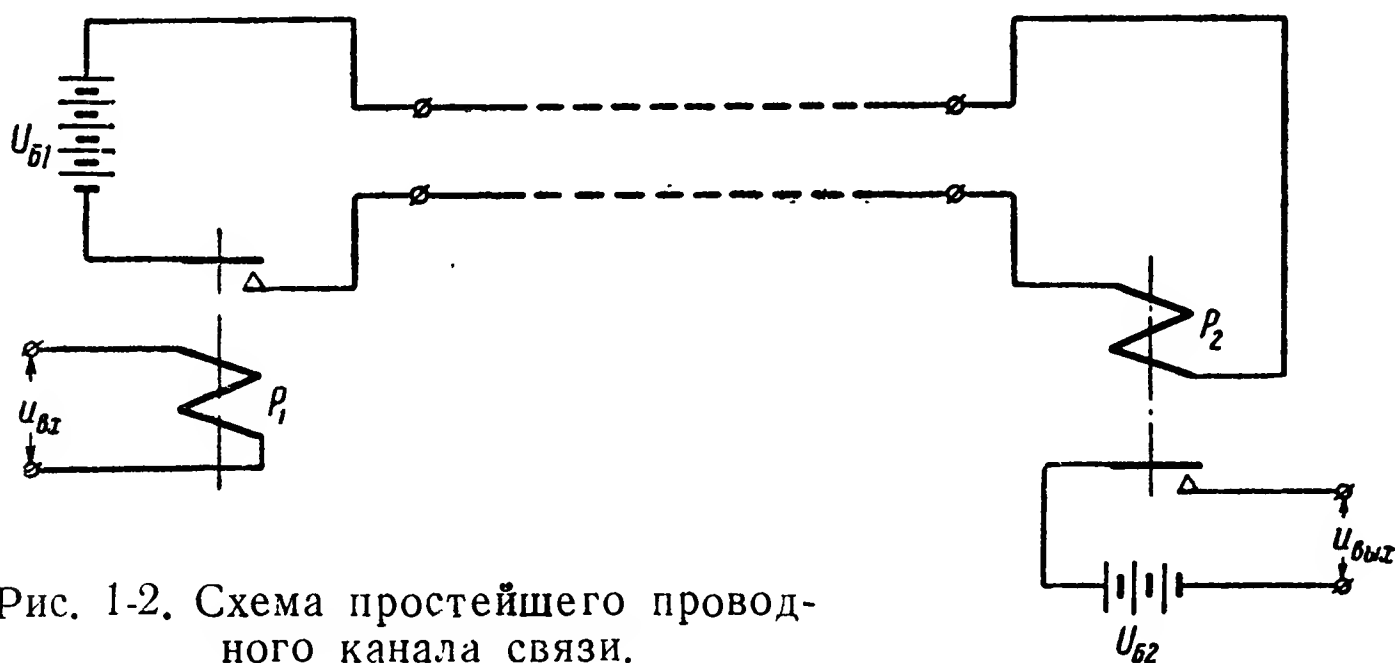 U_б1
u_вх
P_1
P_2
u_вых
U_б2
Рис. 1-2. Схема простейшего провод-
ного канала связи.